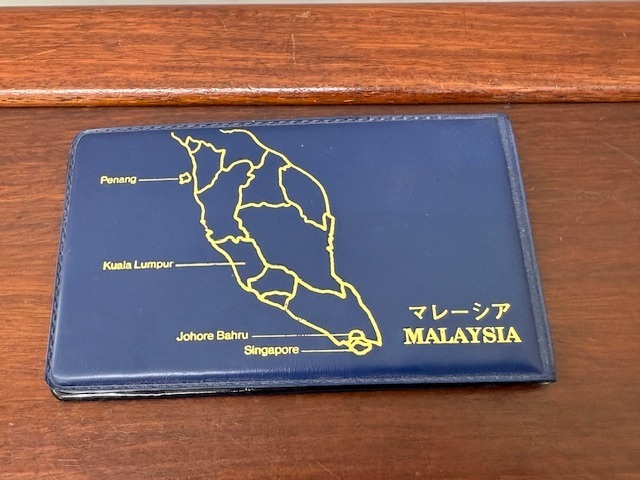 Penang
Kuala Lumpur
Johore Bahru
Singapore
マレーシア
MALAYSIA